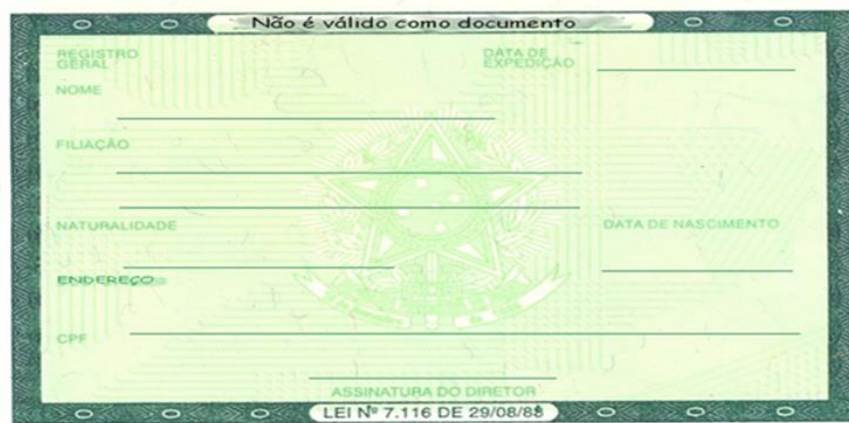 Não é válido como documento
REGISTRO
GERAL
DATA DE
EXPEDIÇÃO
NOME
FILIAÇÃO
NATURALIDADE
DATA DE NASCIMENTO
ENDEREÇO
CPF
ASSINATURA DO DIRETOR
LEI Nº 7.116 DE 29/08/88